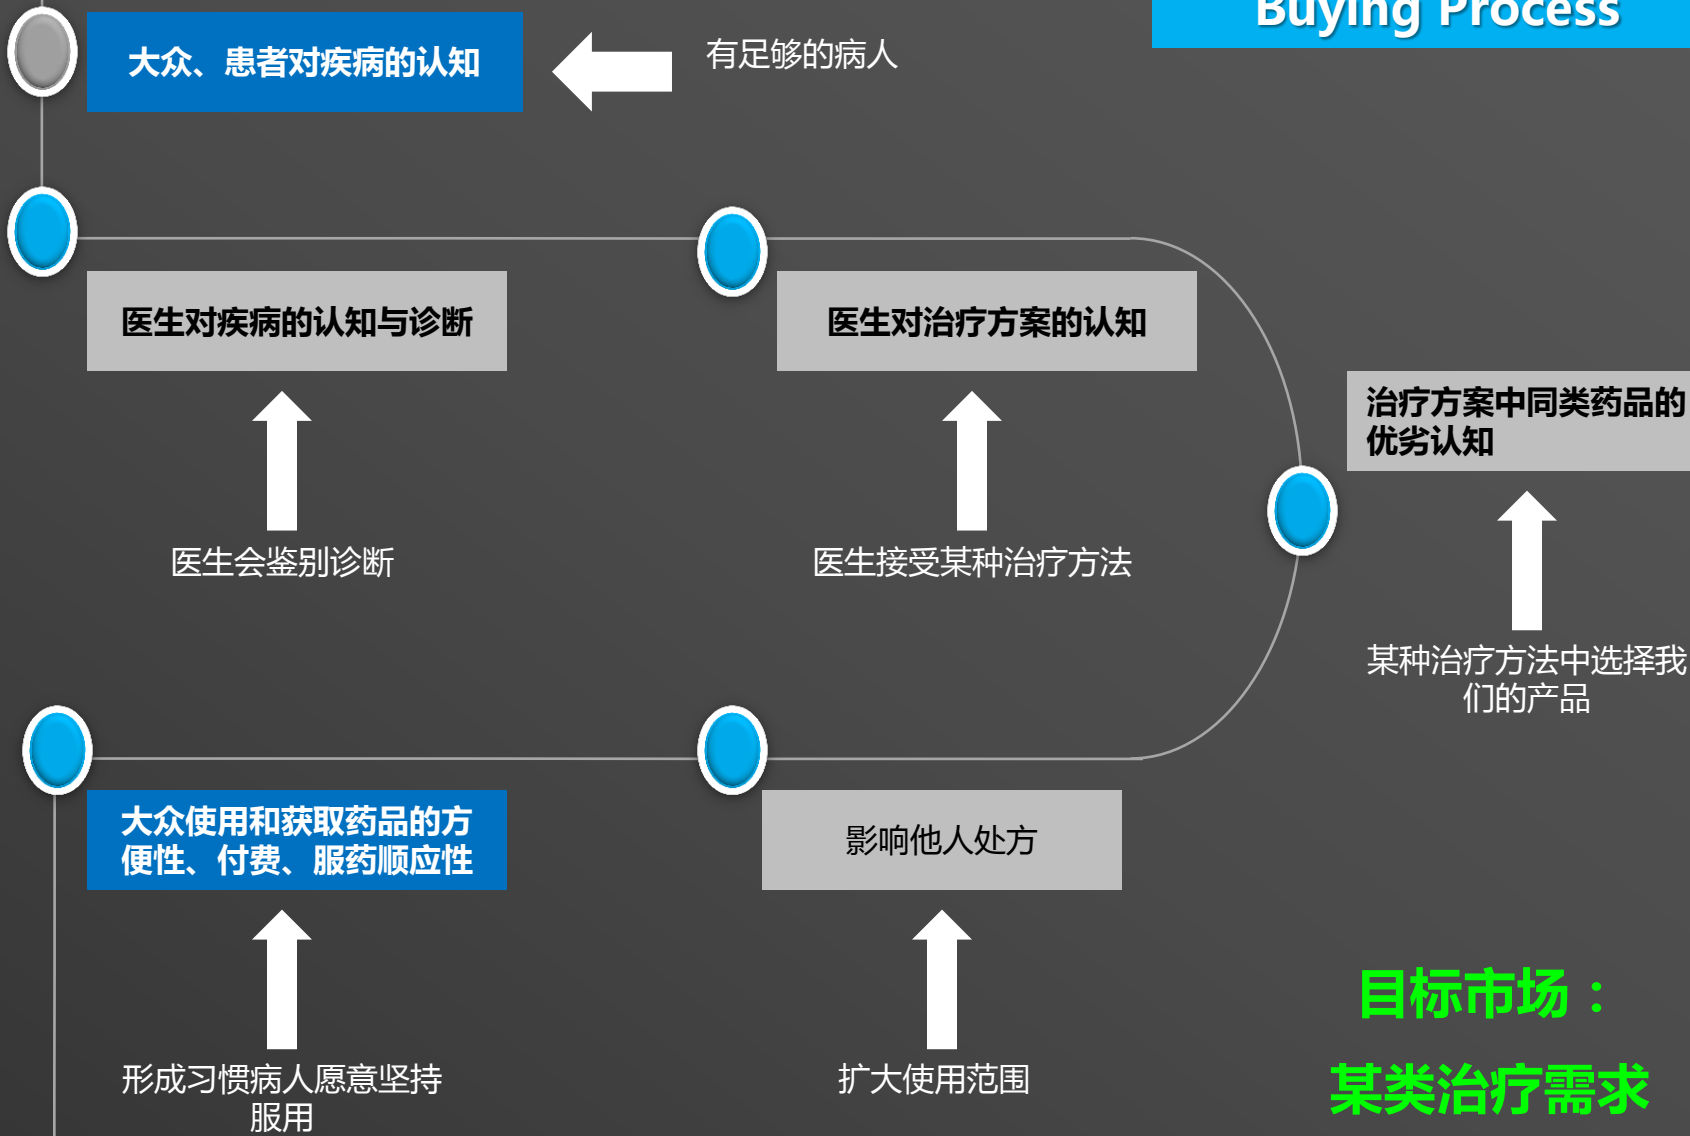 Buying Process
大众、患者对疾病的认知
有足够的病人
医生对疾病的认知与诊断
医生对治疗方案的认知
治疗方案中同类药品的
优劣认知
医生会鉴别诊断
医生接受某种治疗方法
某种治疗方法中选择我
们的产品
大众使用和获取药品的方
便性、付费、服药顺应性
影响他人处方
形成习惯病人愿意坚持
服用
扩大使用范围
目标市场：
某类治疗需求